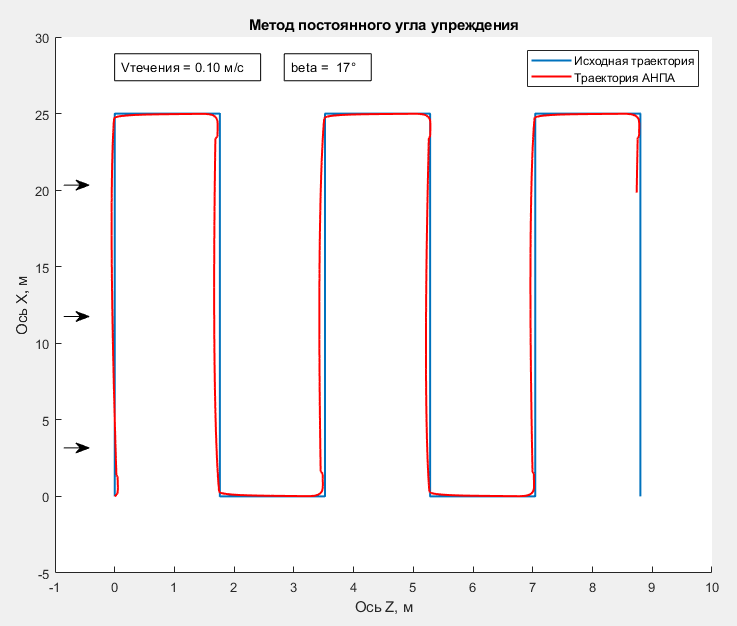 Метод постоянного угла упреждения
Vтечения = 0.10 м/с
beta =  17°
Исходная траектория
Траектория АНПА
30
25
20
15
10
5
0
-5
Ось X, м
-1
0
1
2
3
4
5
6
7
8
9
10
Ось Z, м